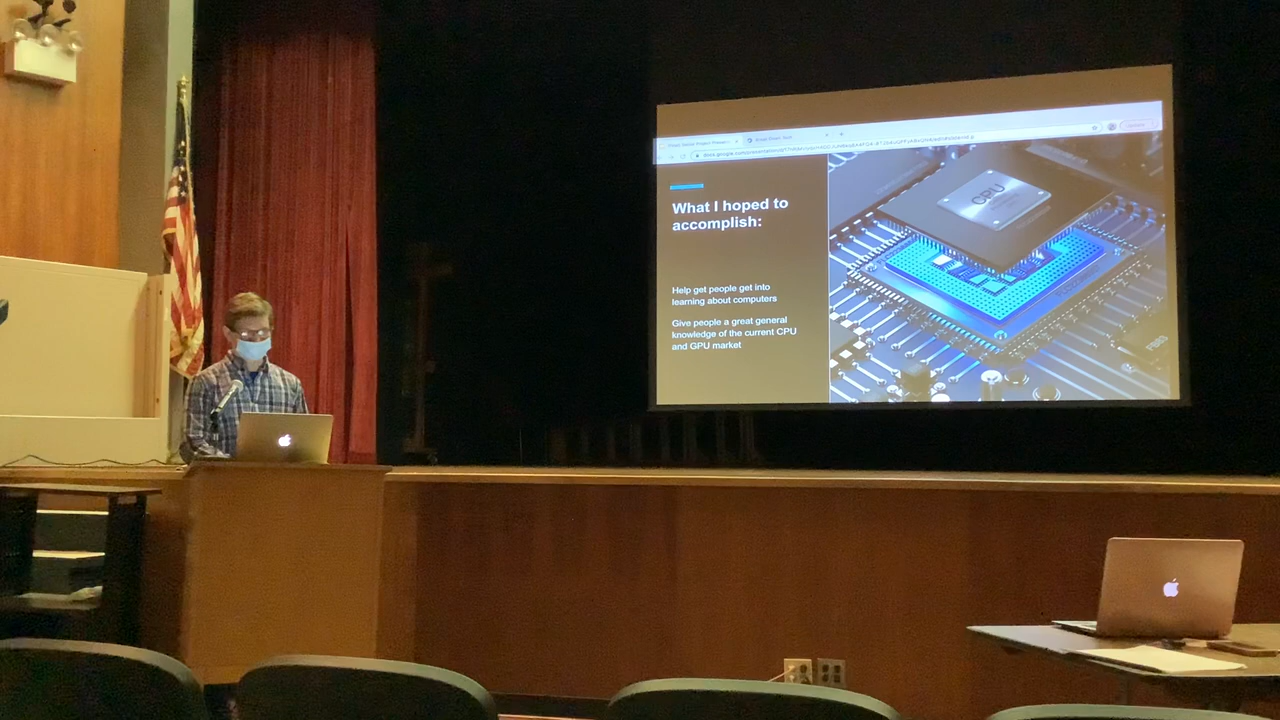 What I hoped to
accomplish:
Help get people get into
learning about computers
Give people a great general
knowledge of the current CPU
and GPU market
CPU